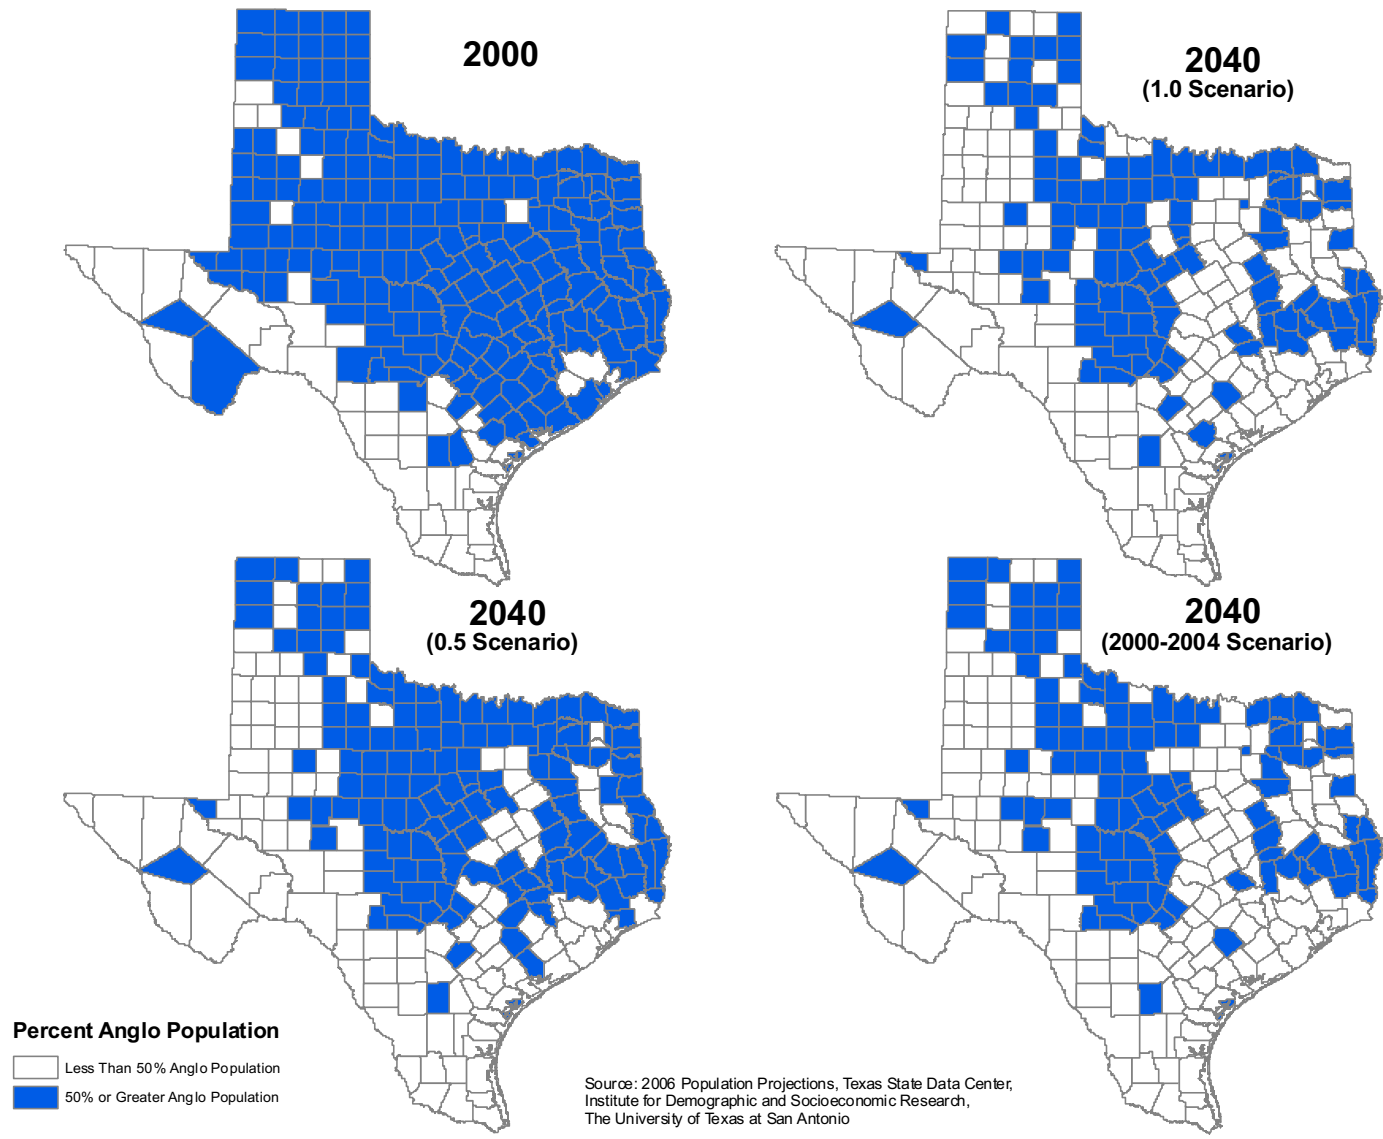 2000
2040
(1.0 Scenario)
2040
(0.5 Scenario)
2040
(2000-2004 Scenario)
Percent Anglo Population
Less Than 50% Anglo Population
50% or Greater Anglo Population
Source: 2006 Population Projections, Texas State Data Center,
Institute for Demographic and Socioeconomic Research,
The University of Texas at San Antonio